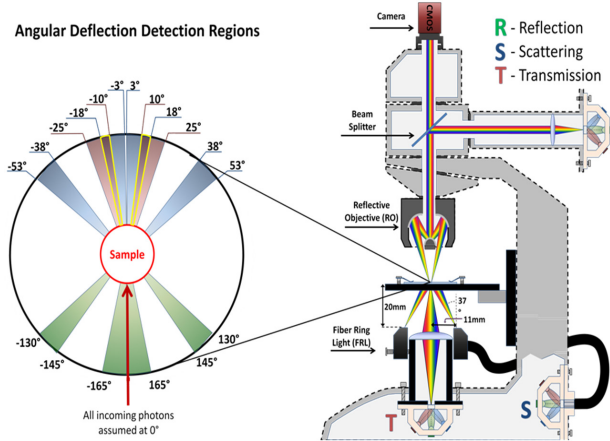 Angular Deflection Detection Regions
-3° 3°
-10° 10°
-18° 18°
-25° 25°
-38° 38°
-53° 53°
Sample
-130° 130°
-145° 145°
-165° 165°
All incoming photons
assumed at 0°
Camera
CMOS
R - Reflection
S - Scattering
T - Transmission
Beam
Splitter
Reflective
Objective (RO)
20mm
37
°
11mm
Fiber Ring
Light (FRL)
T
S